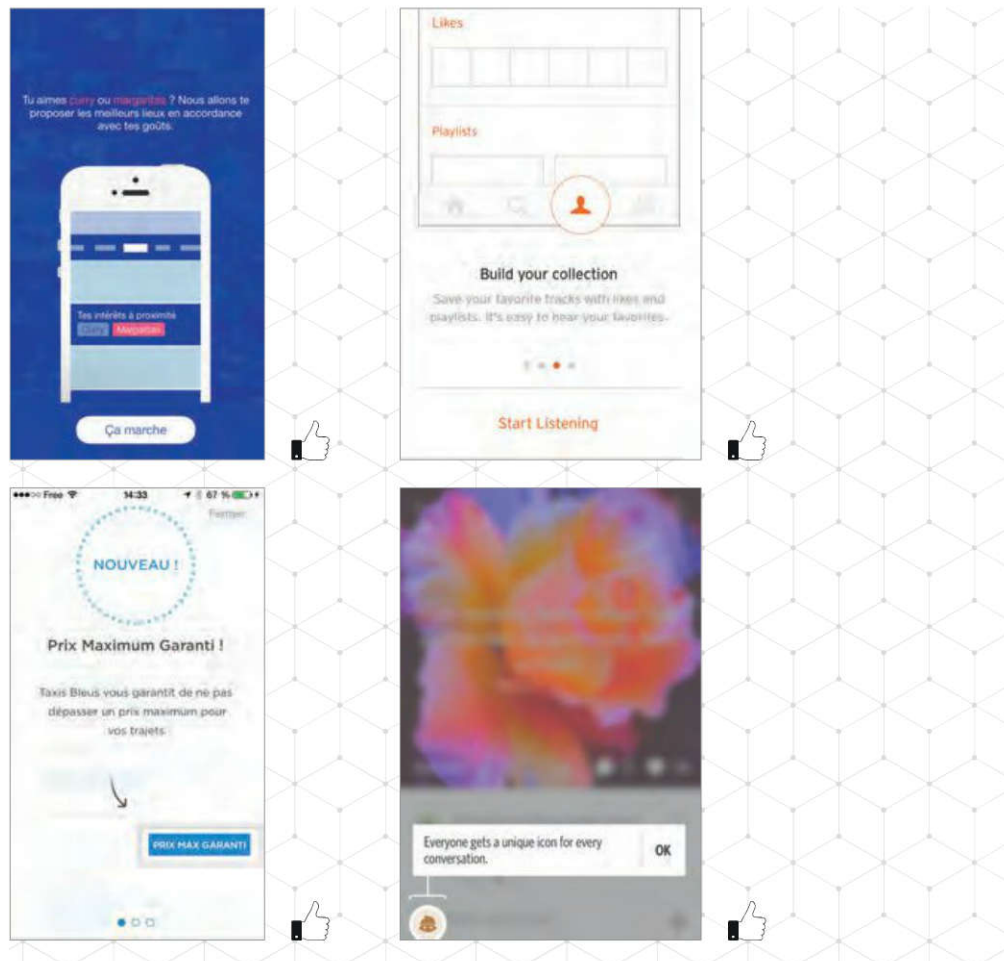 Tu aimes curry ou margaritas ? Nous allons te
proposer les meilleurs lieux en accordance
avec tes goûts.
Tes intérêts à proximité
Curry Margaritas
Ça marche
Likes
Playlists
Build your collection
Save your favorite tracks with likes and
playlists. It's easy to hear your favorites.
Start Listening
Free 14:33 67 %
Fermer
NOUVEAU !
Prix Maximum Garanti !
Taxis Bleus vous garantit de ne pas
dépasser un prix maximum pour
vos trajets
PRIX MAX GARANTI
Everyone gets a unique icon for every
conversation.
OK